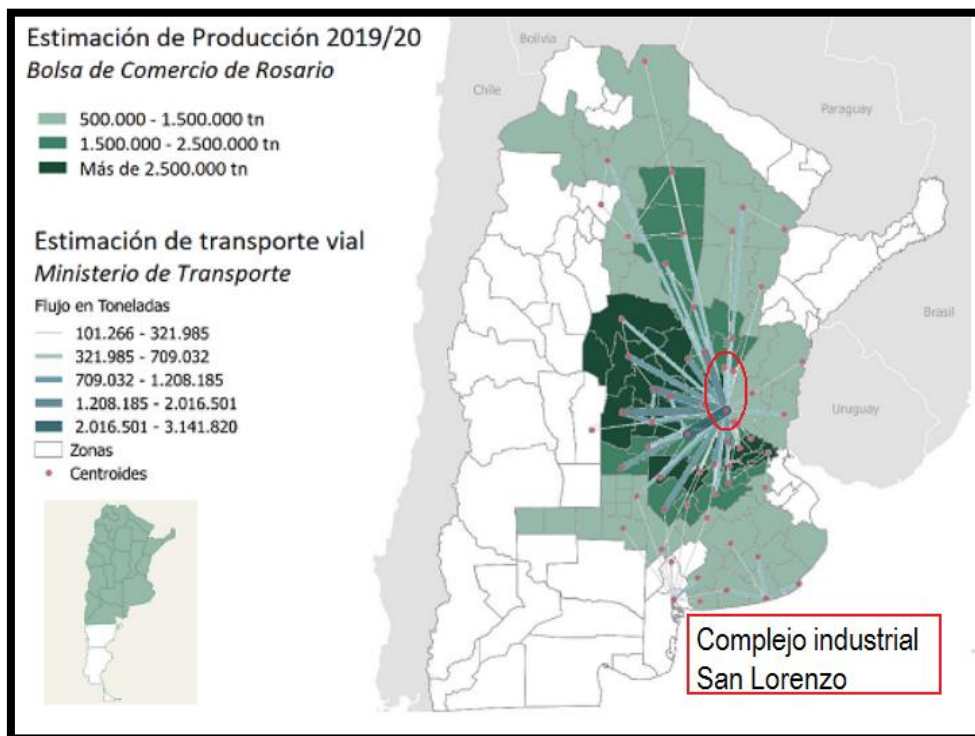 Estimación de Producción 2019/20
Bolsa de Comercio de Rosario
500.000 - 1.500.000 tn
1.500.000 - 2.500.000 tn
Más de 2.500.000 tn
Estimación de transporte vial
Ministerio de Transporte
Flujo en Toneladas
101.266 - 321.985
321.985 - 709.032
709.032 - 1.208.185
1.208.185 - 2.016.501
2.016.501 - 3.141.820
Zonas
Centroides
Bolivia
Chile
Paraguay
Brasil
Uruguay
Complejo industrial
San Lorenzo